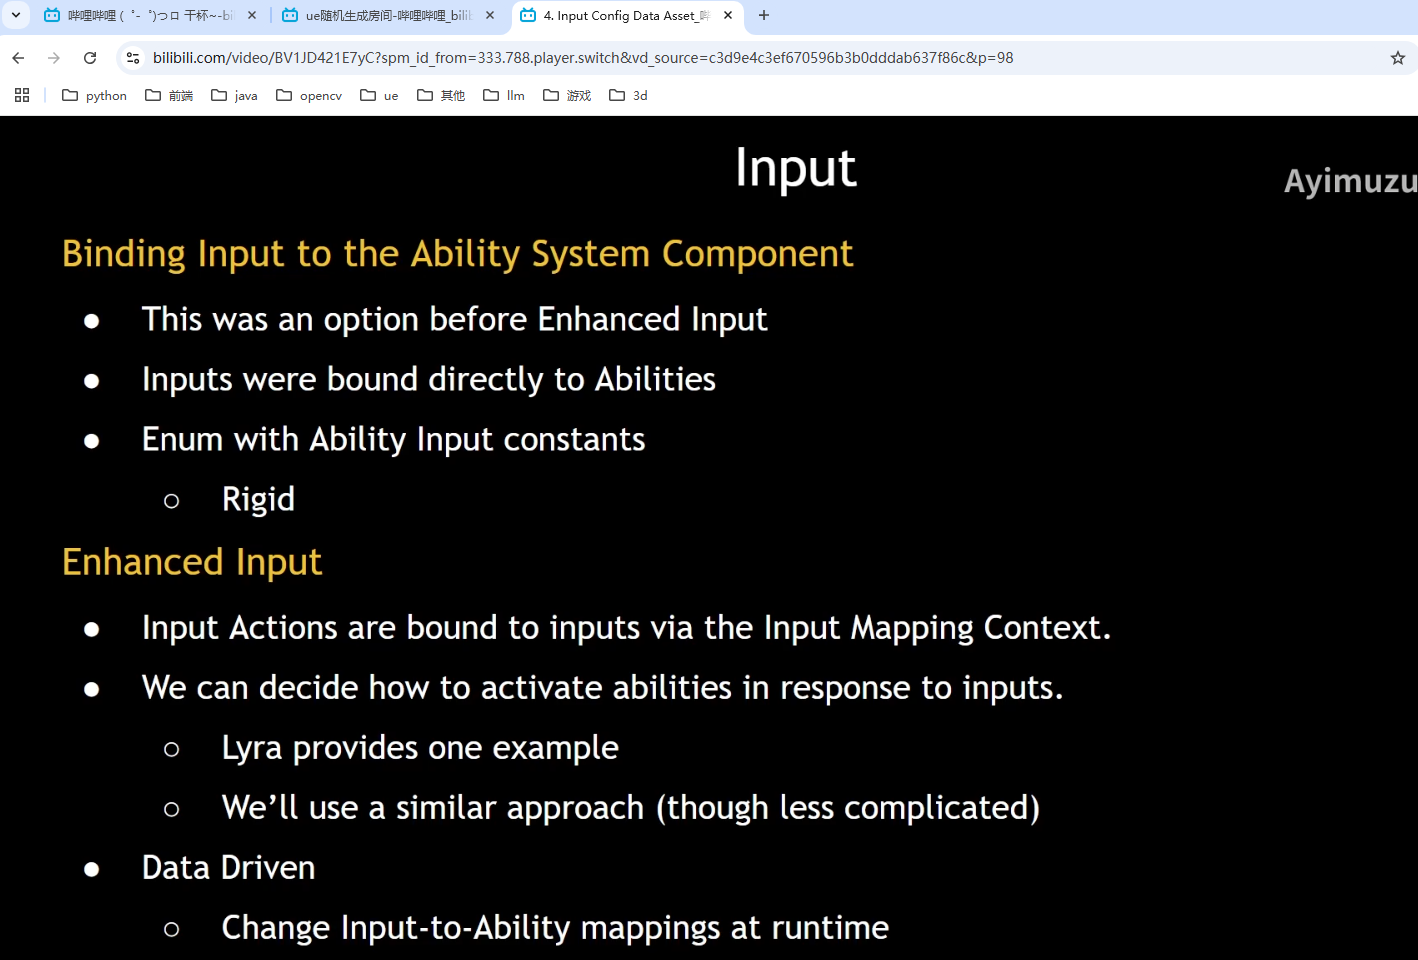 哔哩哔哩 ( ゜- ゜)つロ 干杯~-bi
ue随机生成房间-哔哩哔哩_bilib
4. Input Config Data Asset_哔
bilibili.com/video/BV1JD421E7yC?spm_id_from=333.788.player.switch&vd_source=c3d9e4c3ef670596b3b0dddab637f86c&p=98
python 前端 java opencv ue 其他 llm 游戏 3d
Input
Ayimuzu
Binding Input to the Ability System Component
● This was an option before Enhanced Input
● Inputs were bound directly to Abilities
● Enum with Ability Input constants
○ Rigid
Enhanced Input
● Input Actions are bound to inputs via the Input Mapping Context.
● We can decide how to activate abilities in response to inputs.
○ Lyra provides one example
○ We’ll use a similar approach (though less complicated)
● Data Driven
○ Change Input-to-Ability mappings at runtime